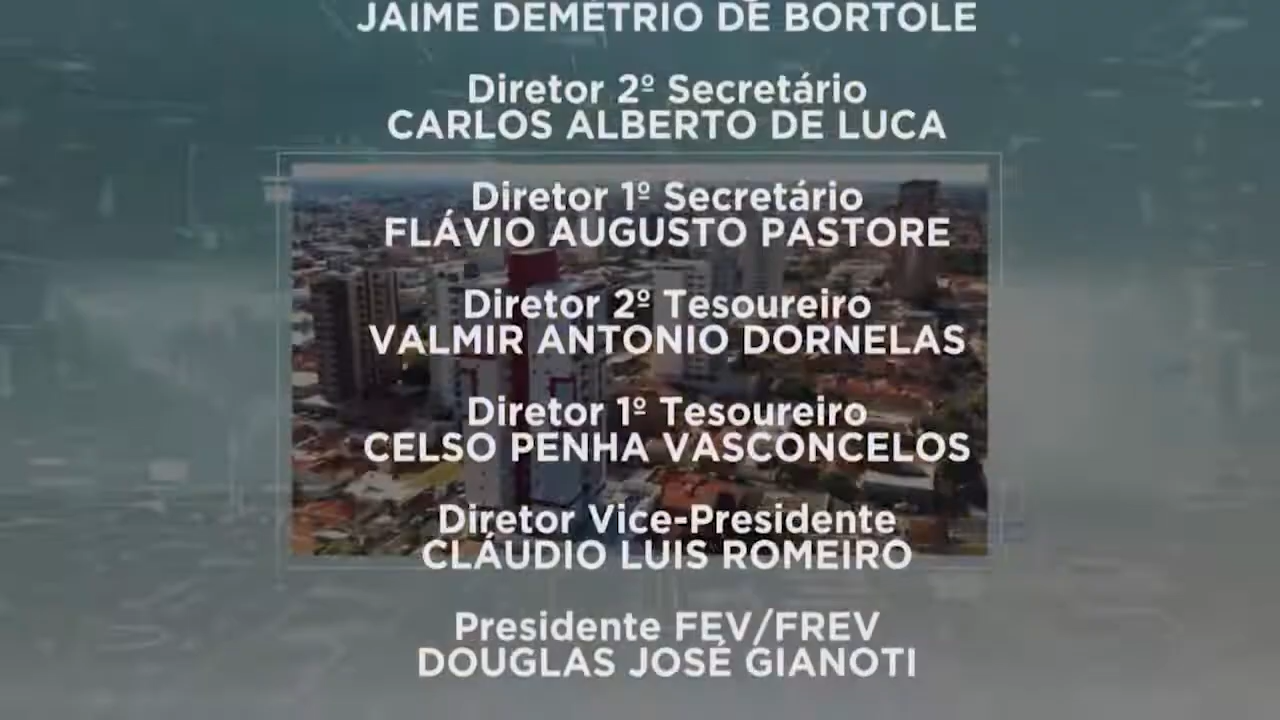 JAIME DEMÉTRIO DE BORTOLE
Diretor 2º Secretário
CARLOS ALBERTO DE LUCA
Diretor 1º Secretário
FLÁVIO AUGUSTO PASTORE
Diretor 2º Tesoureiro
VALMIR ANTONIO DORNELAS
Diretor 1º Tesoureiro
CELSO PENHA VASCONCELOS
Diretor Vice-Presidente
CLÁUDIO LUIS ROMEIRO
Presidente FEV/FREV
DOUGLAS JOSÉ GIANOTI